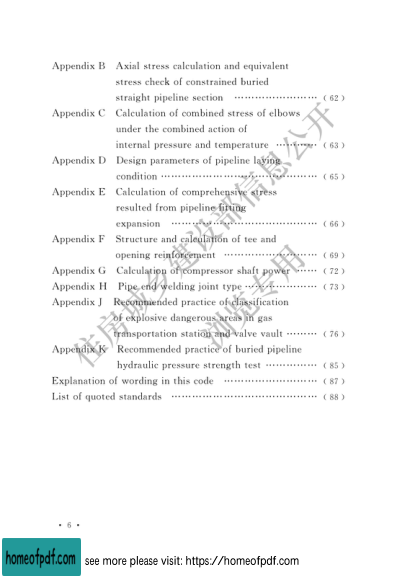 Appendix B Axial stress calculation and equivalent
stress check of constrained buried
straight pipeline section ························ ( 62 )
Appendix C Calculation of combined stress of elbows
under the combined action of
internal pressure and temperature ············ ( 63 )
Appendix D Design parameters of pipeline laying
condition ············································· ( 65 )
Appendix E Calculation of comprehensive stress
resulted from pipeline fitting
expansion ·········································· ( 66 )
Appendix F Structure and calculation of tee and
opening reinforcement ··························· ( 69 )
Appendix G Calculation of compressor shaft power ······ ( 72 )
Appendix H Pipe end welding joint type ····················· ( 73 )
Appendix J Recommended practice of classification
of explosive dangerous areas in gas
transportation station and valve vault ········· ( 76 )
Appendix K Recommended practice of buried pipeline
hydraulic pressure strength test ··············· ( 85 )
Explanation of wording in this code ··························· ( 87 )
List of quoted standards ·········································· ( 88 )
住房城乡建设部信息公开
浏览专用
• 6 •
homeofpdf.com
see more please visit: https://homeofpdf.com